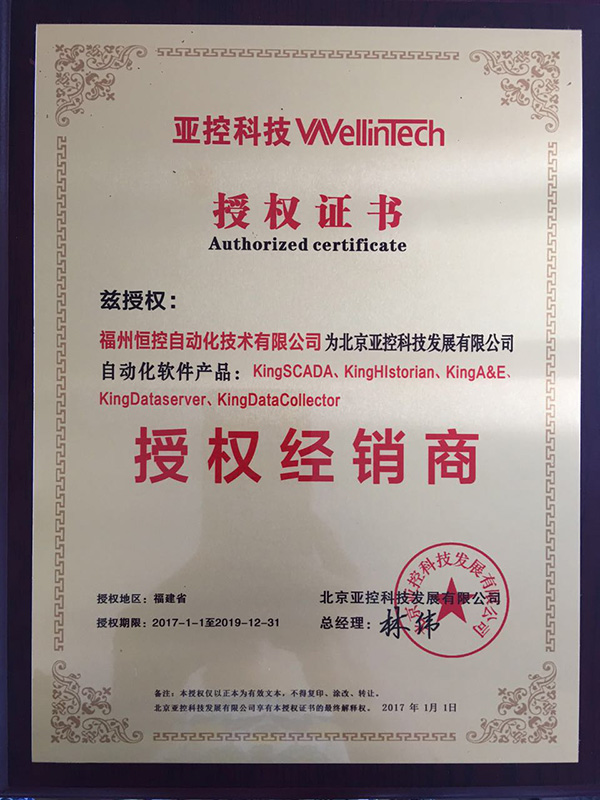 亚控科技 WellinTech
授权证书
Authorized certificate
兹授权：
福州恒控自动化技术有限公司为北京亚控科技发展有限公司
自动化软件产品：KingSCADA、KingHIstorian、KingA&E、
KingDataserver、KingDataCollector
授权经销商
授权地区：福建省
授权期限：2017-1-1至2019-12-31
北京亚控科技发展有限公司
总经理：林伟
北京亚控科技发展有限公司
备注：本授权仅以正本为有效文本，不得复印、涂改、转让。
北京亚控科技发展有限公司享有本授权证书的最终解释权。 2017 年 1月 1日